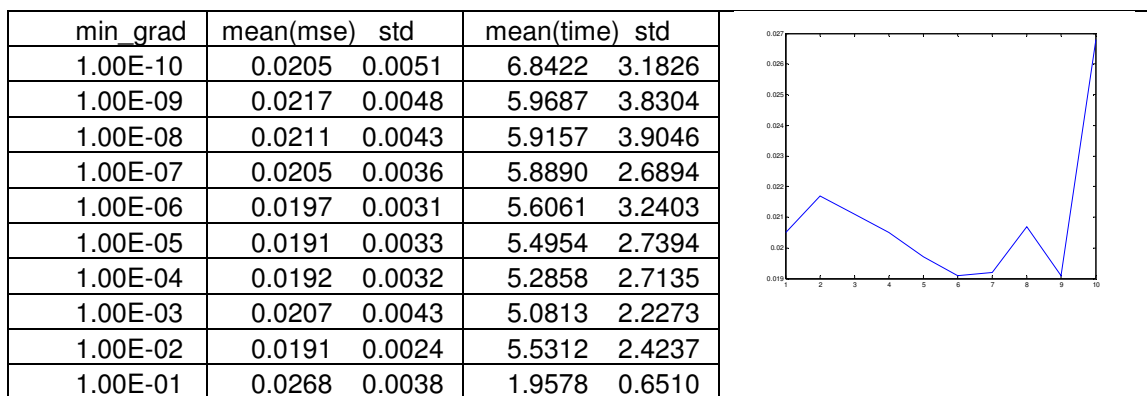 min_grad mean(mse) std mean(time) std
1.00E-10 0.0205 0.0051 6.8422 3.1826
1.00E-09 0.0217 0.0048 5.9687 3.8304
1.00E-08 0.0211 0.0043 5.9157 3.9046
1.00E-07 0.0205 0.0036 5.8890 2.6894
1.00E-06 0.0197 0.0031 5.6061 3.2403
1.00E-05 0.0191 0.0033 5.4954 2.7394
1.00E-04 0.0192 0.0032 5.2858 2.7135
1.00E-03 0.0207 0.0043 5.0813 2.2273
1.00E-02 0.0191 0.0024 5.5312 2.4237
1.00E-01 0.0268 0.0038 1.9578 0.6510
0.027
0.026
0.025
0.024
0.023
0.022
0.021
0.02
0.019
1 2 3 4 5 6 7 8 9 10